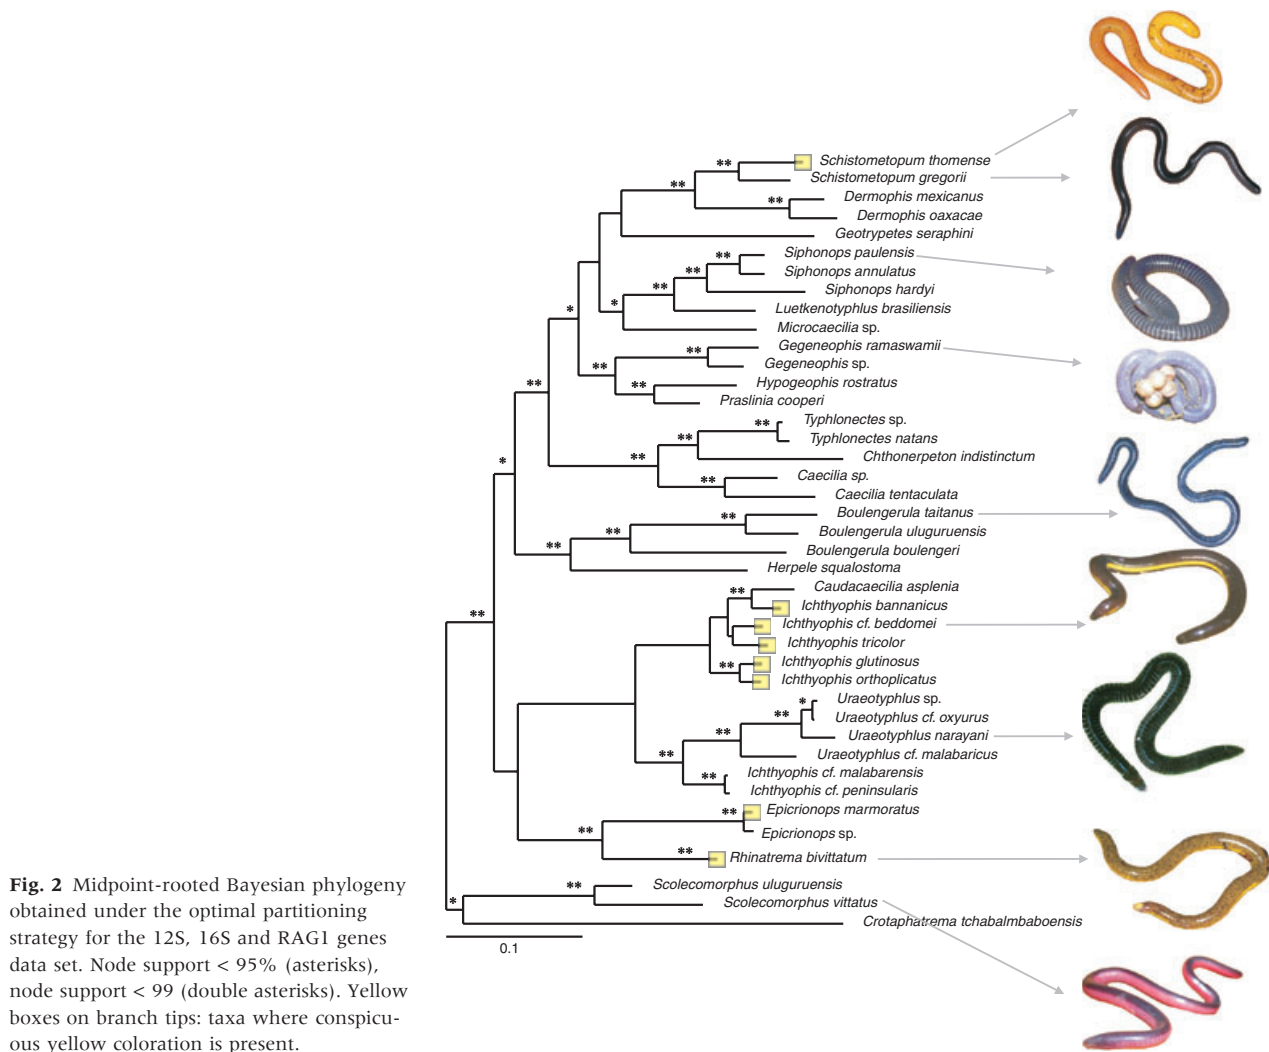 ** Schistometopum thomense
** Schistometopum gregorii
** Dermophis mexicanus
Dermophis oaxacae
Geotrypetes seraphini
** Siphonops paulensis
** Siphonops annulatus
** Siphonops hardyi
* Luetkenotyphlus brasiliensis
* Microcaecilia sp.
** Gegeneophis ramaswamii
** Gegeneophis sp.
** Hypogeophis rostratus
** Praslinia cooperi
** Typhlonectes sp.
** Typhlonectes natans
** Chthonerpeton indistinctum
* ** Caecilia sp.
Caecilia tentaculata
** Boulengerula taitanus
** Boulengerula uluguruensis
** Boulengerula boulengeri
Herpele squalostoma
** Caudacaecilia asplenia
Ichthyophis bannanicus
** Ichthyophis cf. beddomei
Ichthyophis tricolor
** Ichthyophis glutinosus
Ichthyophis orthoplicatus
* Uraeotyphlus sp.
** Uraeotyphlus cf. oxyurus
** Uraeotyphlus narayani
** Uraeotyphlus cf. malabaricus
** Ichthyophis cf. malabarensis
Ichthyophis cf. peninsularis
** Epicrionops marmoratus
** Epicrionops sp.
** Rhinatrema bivittatum
** Scolecomorphus uluguruensis
* Scolecomorphus vittatus
Crotaphatrema tchabalmbaboensis
0.1
Fig. 2 Midpoint-rooted Bayesian phylogeny
obtained under the optimal partitioning
strategy for the 12S, 16S and RAG1 genes
data set. Node support < 95% (asterisks),
node support < 99 (double asterisks). Yellow
boxes on branch tips: taxa where conspicu-
ous yellow coloration is present.